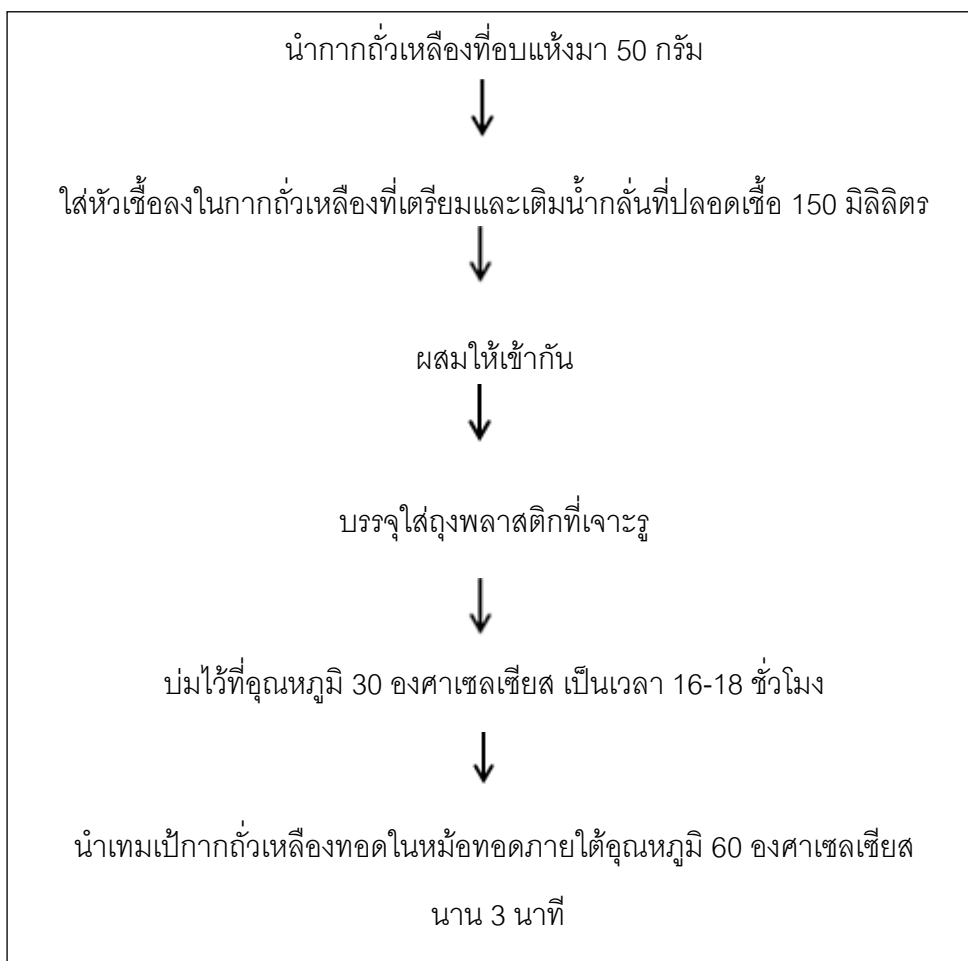 นำกากถั่วเหลืองที่อบแห้งมา 50 กรัม
ใส่หัวเชื้อลงในกากถั่วเหลืองที่เตรียมและเติมน้ำกลั่นที่ปลอดเชื้อ 150 มิลิลิตร
ผสมให้เข้ากัน
บรรจุใส่ถุงพลาสติกที่เจาะรู
บ่มไว้ที่อุณหภูมิ 30 องศาเซลเซียส เป็นเวลา 16-18 ชั่วโมง
นำเทมเป้กากถั่วเหลืองทอดในหม้อทอดภายใต้อุณหภูมิ 60 องศาเซลเซียส
นาน 3 นาที